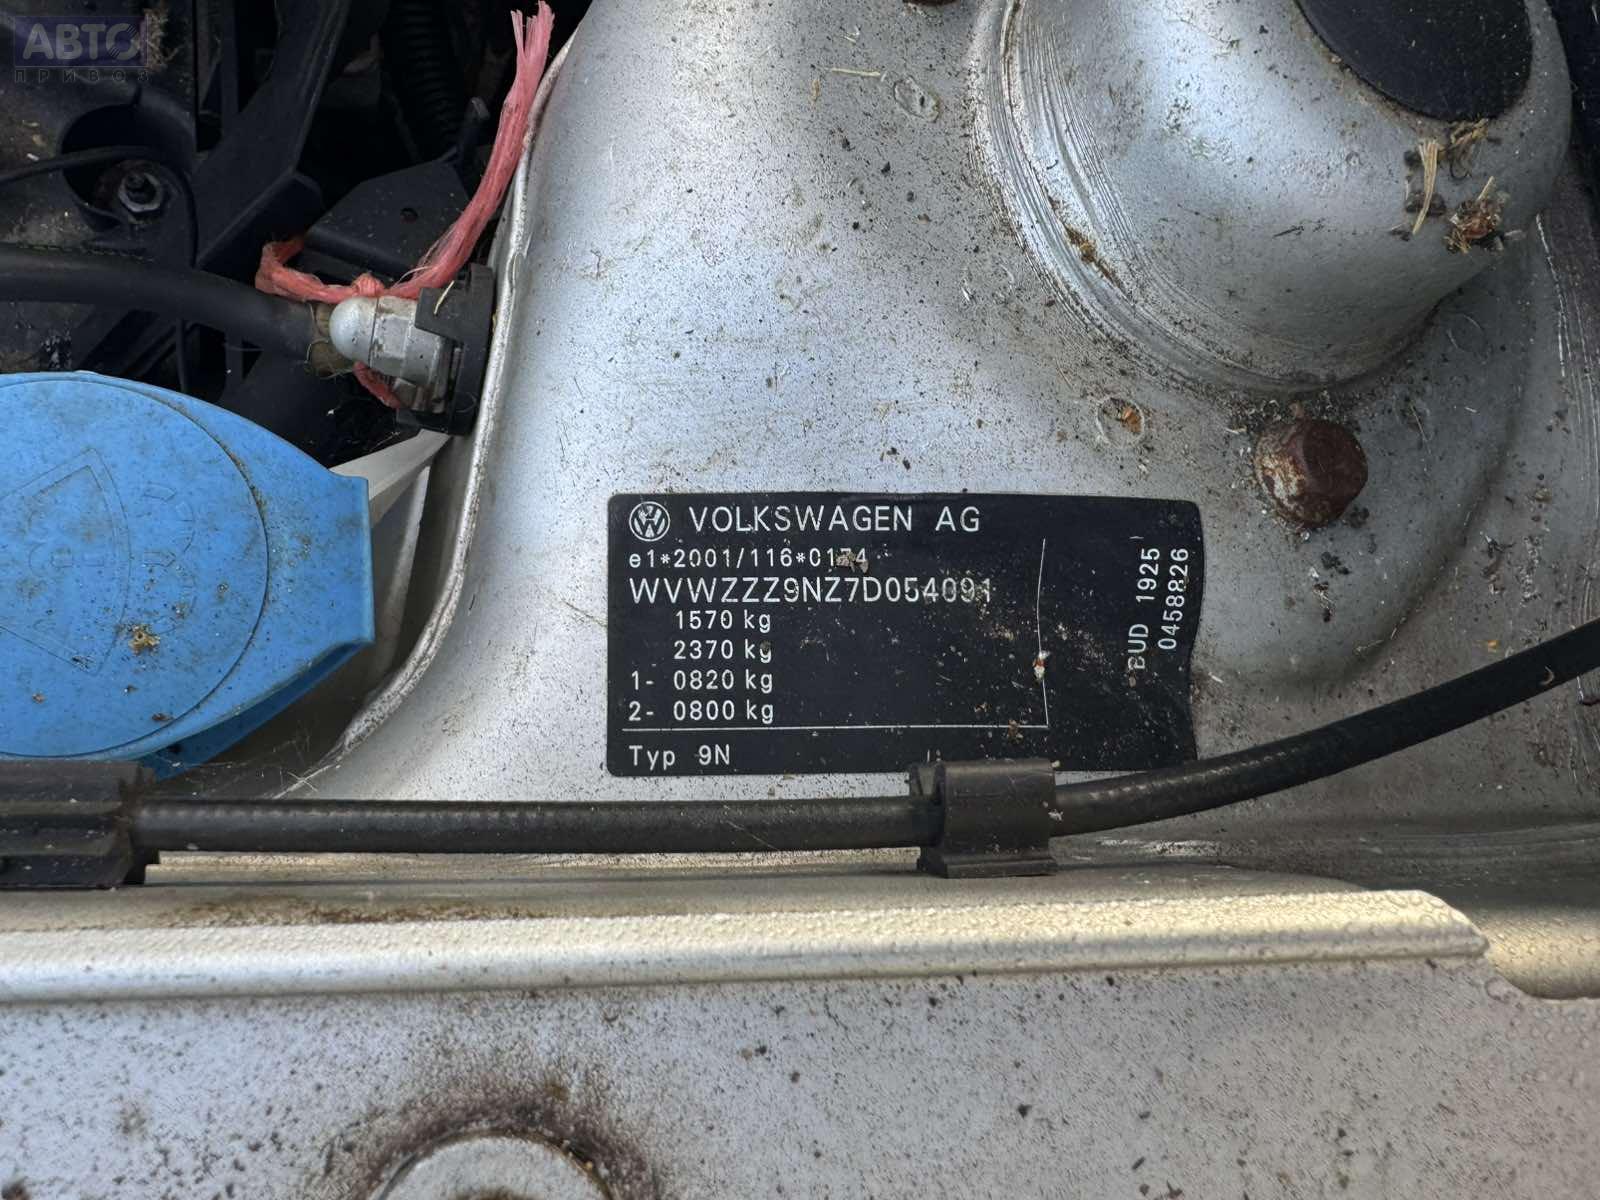 АВТО
ПРИВОЗ
VOLKSWAGEN AG
e1*2001/116*0174
WVWZZZ9NZ7D054091
1570 kg
2370 kg
1- 0820 kg
2- 0800 kg
Typ 9N
BUD 1925
0458826